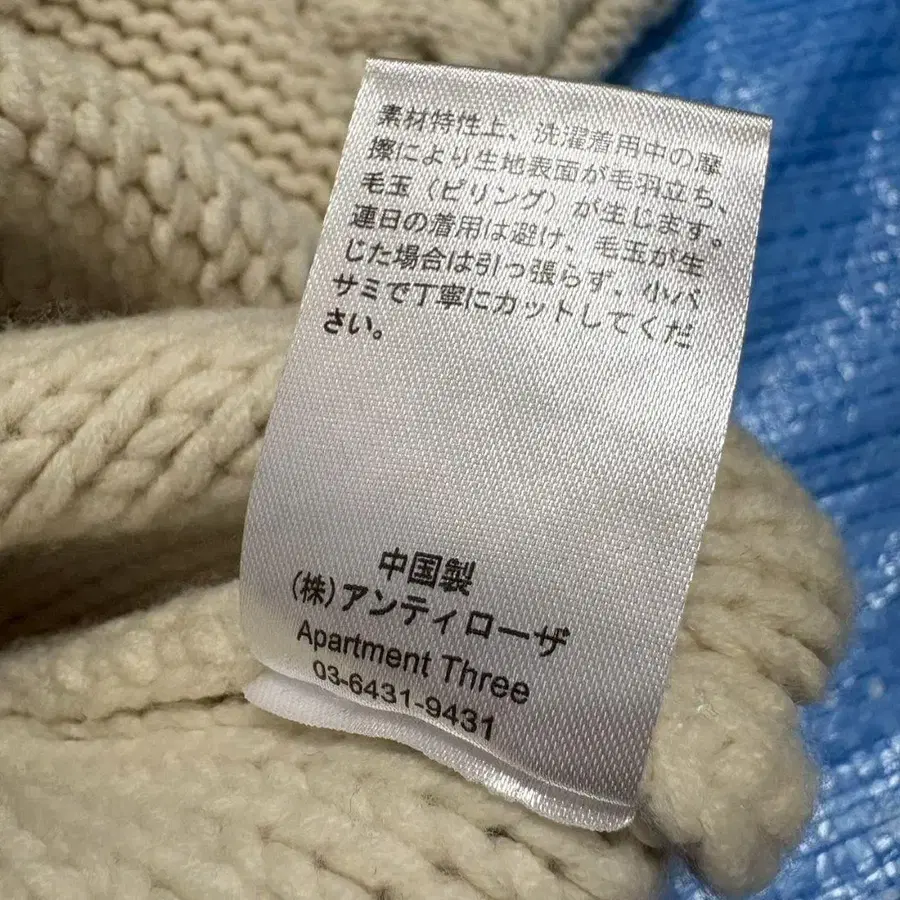 素材特性上、洗濯着用中の摩
擦により生地表面が毛羽立ち、
毛玉（ピリング）が生じます。
連日の着用は避け、毛玉が生
じた場合は引っ張らず、小バ
サミで丁寧にカットしてくだ
さい。
中国製
(株)アンティローザ
Apartment Three
03-6431-9431